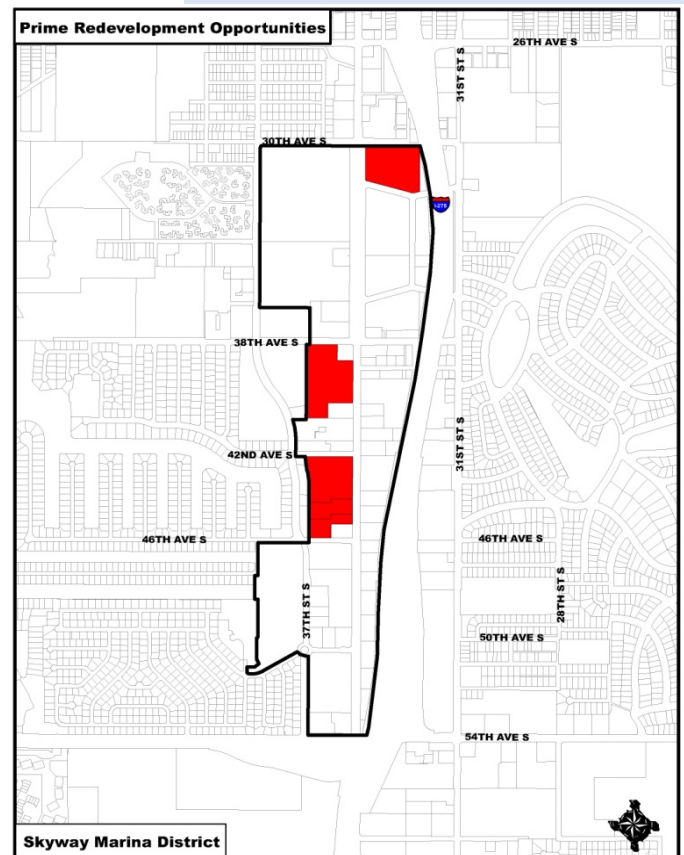 Prime Redevelopment Opportunities
26TH AVE S
31ST ST S
30TH AVE S
I-275
38TH AVE S
42ND AVE S
31ST ST S
46TH AVE S
46TH AVE S
28TH ST S
37TH ST S
50TH AVE S
54TH AVE S
Skyway Marina District